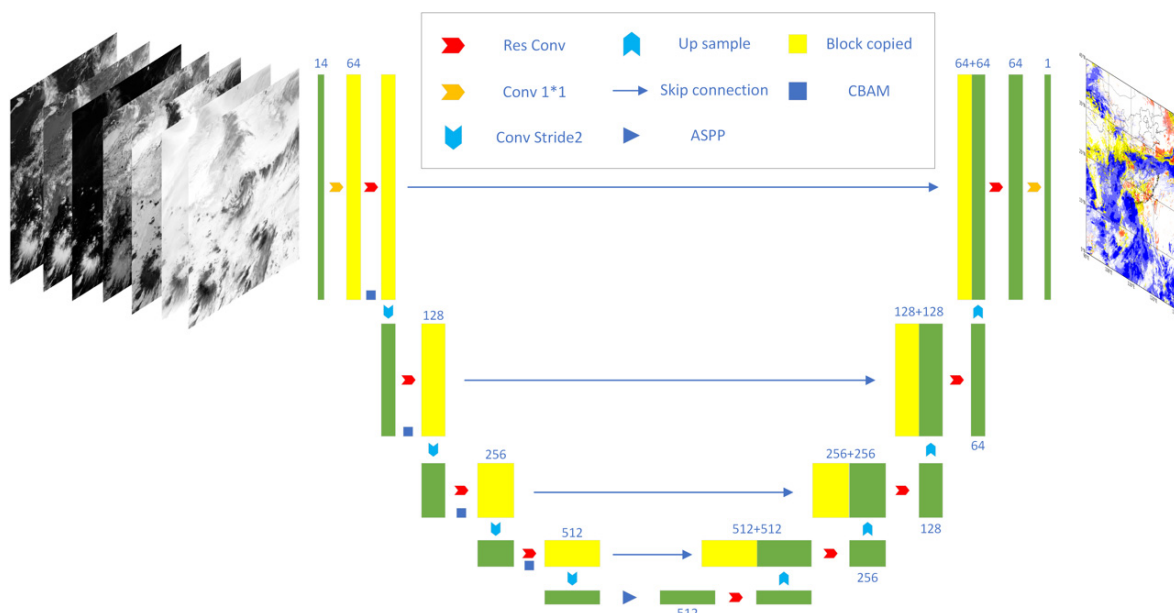 Res Conv
Up sample
Block copied
Conv 1*1
Skip connection
CBAM
Conv Stride2
ASPP
14
64
64+64
64
1
128
128+128
64
256
256+256
128
512
512+512
256
512